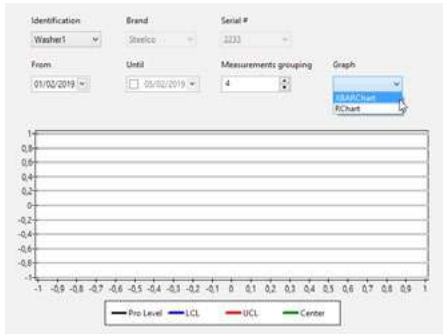 Identification Brand Serial #
Washer1 Steelco 2233
From Until Measurements grouping Graph
01/02/2019 05/02/2019 4
XBARChart
RChart
1
0,8
0,6
0,4
0,2
0
-0,2
-0,4
-0,6
-0,8
-1
-1 -0,9 -0,8 -0,7 -0,6 -0,5 -0,4 -0,3 -0,2 -0,1 0 0,1 0,2 0,3 0,4 0,5 0,6 0,7 0,8 0,9 1
Pro Level LCL UCL Center